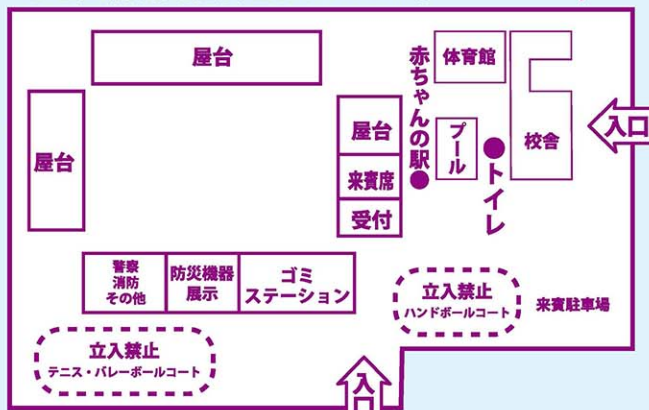 屋台
赤ちゃんの駅
体育館
校舎
入口
屋台
屋台
来賓席
受付
プール
トイレ
警察
消防
その他
防災機器
展示
ゴミ
ステーション
立入禁止
ハンドボールコート
来賓駐車場
立入禁止
テニス・バレーボールコート
入口